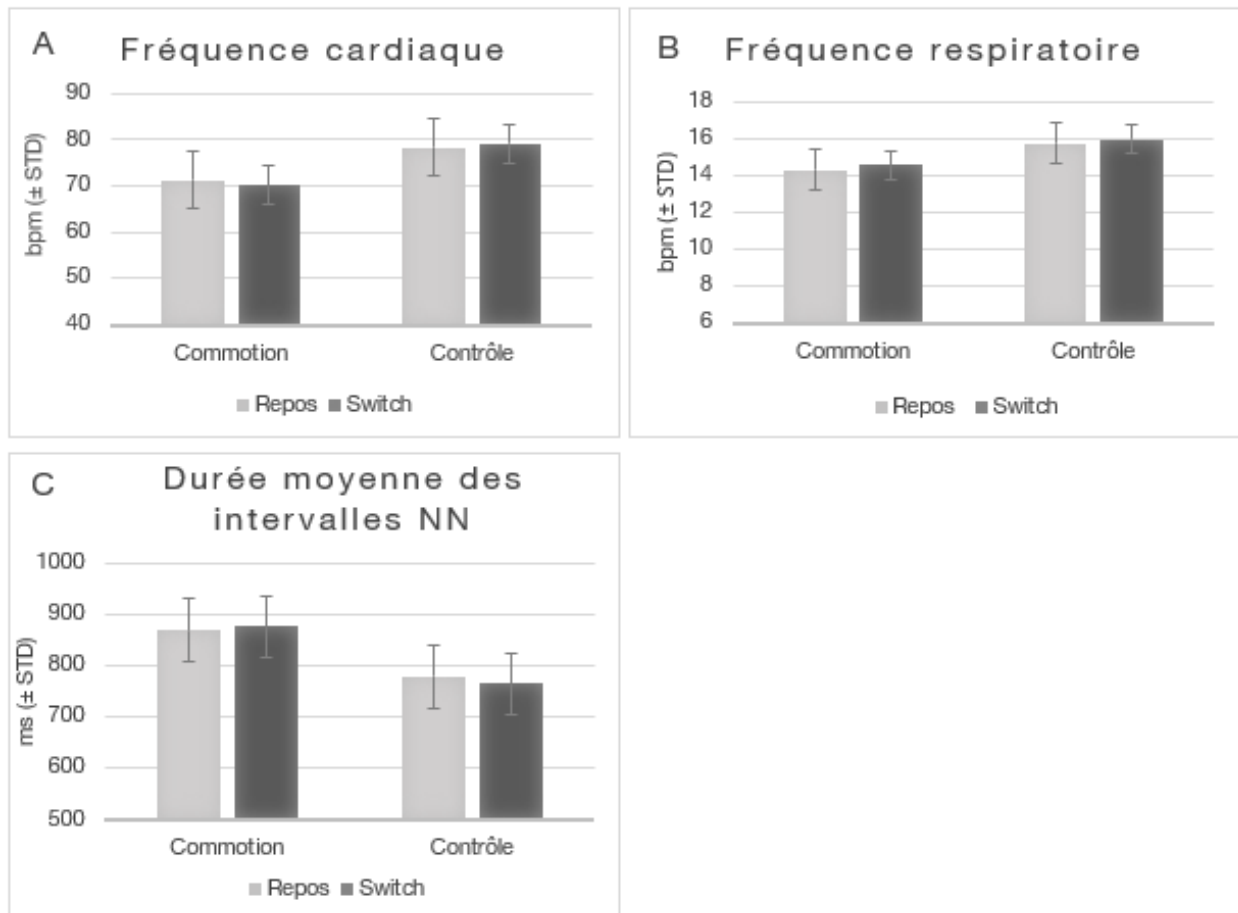 A
Fréquence cardiaque
bpm (± STD)
90
80
70
60
50
40
Commotion
Contrôle
Repos
Switch
B
Fréquence respiratoire
bpm (± STD)
18
16
14
12
10
8
6
Commotion
Contrôle
Repos
Switch
C
Durée moyenne des
intervalles NN
ms (± STD)
1000
900
800
700
600
500
Commotion
Contrôle
Repos
Switch